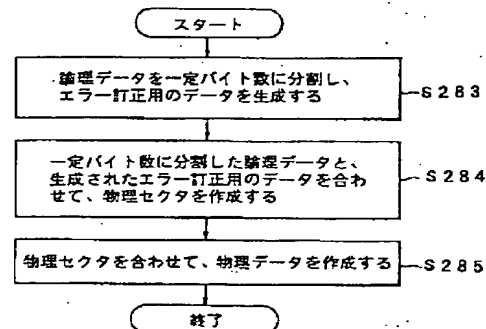 スタート
論理データを一定バイト数に分割し、
エラー訂正用のデータを生成する
S283
一定バイト数に分割した論理データと、
生成されたエラー訂正用のデータを合わ
せて、物理セクタを作成する
S284
物理セクタを合わせて、物理データを作成する
S285
終了